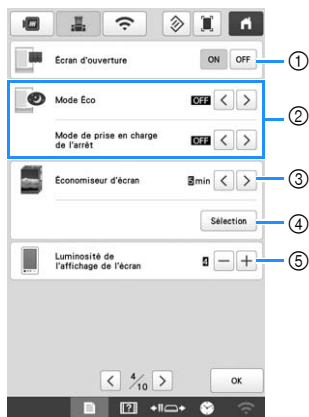 Écran d'ouverture ON OFF ①
Mode Éco OFF < > ②
Mode de prise en charge
de l'arrêt OFF < >
Économiseur d'écran 5min < > ③
Sélection ④
Luminosité de
l'affichage de l'écran 4 − + ⑤
< 4/10 > OK